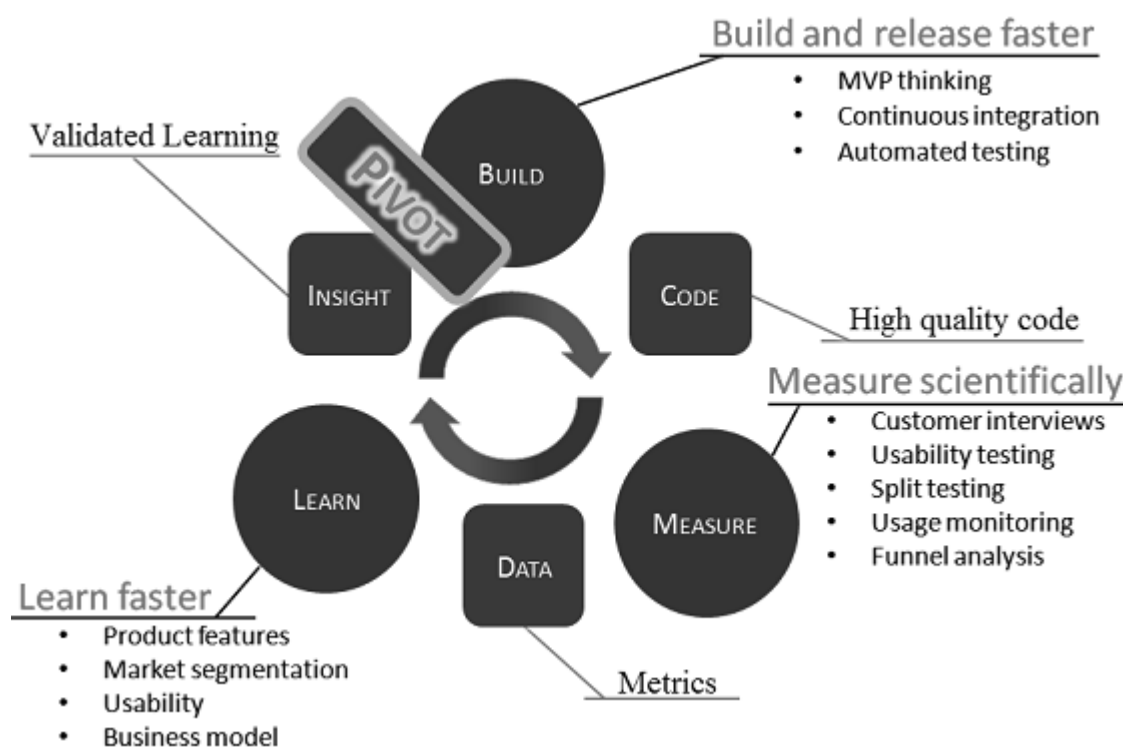 Build and release faster
• MVP thinking
• Continuous integration
• Automated testing
Validated Learning
PIVOT
BUILD
INSIGHT
CODE
High quality code
Measure scientifically
• Customer interviews
• Usability testing
• Split testing
• Usage monitoring
• Funnel analysis
LEARN
MEASURE
DATA
Learn faster
• Product features
• Market segmentation
• Usability
• Business model
Metrics